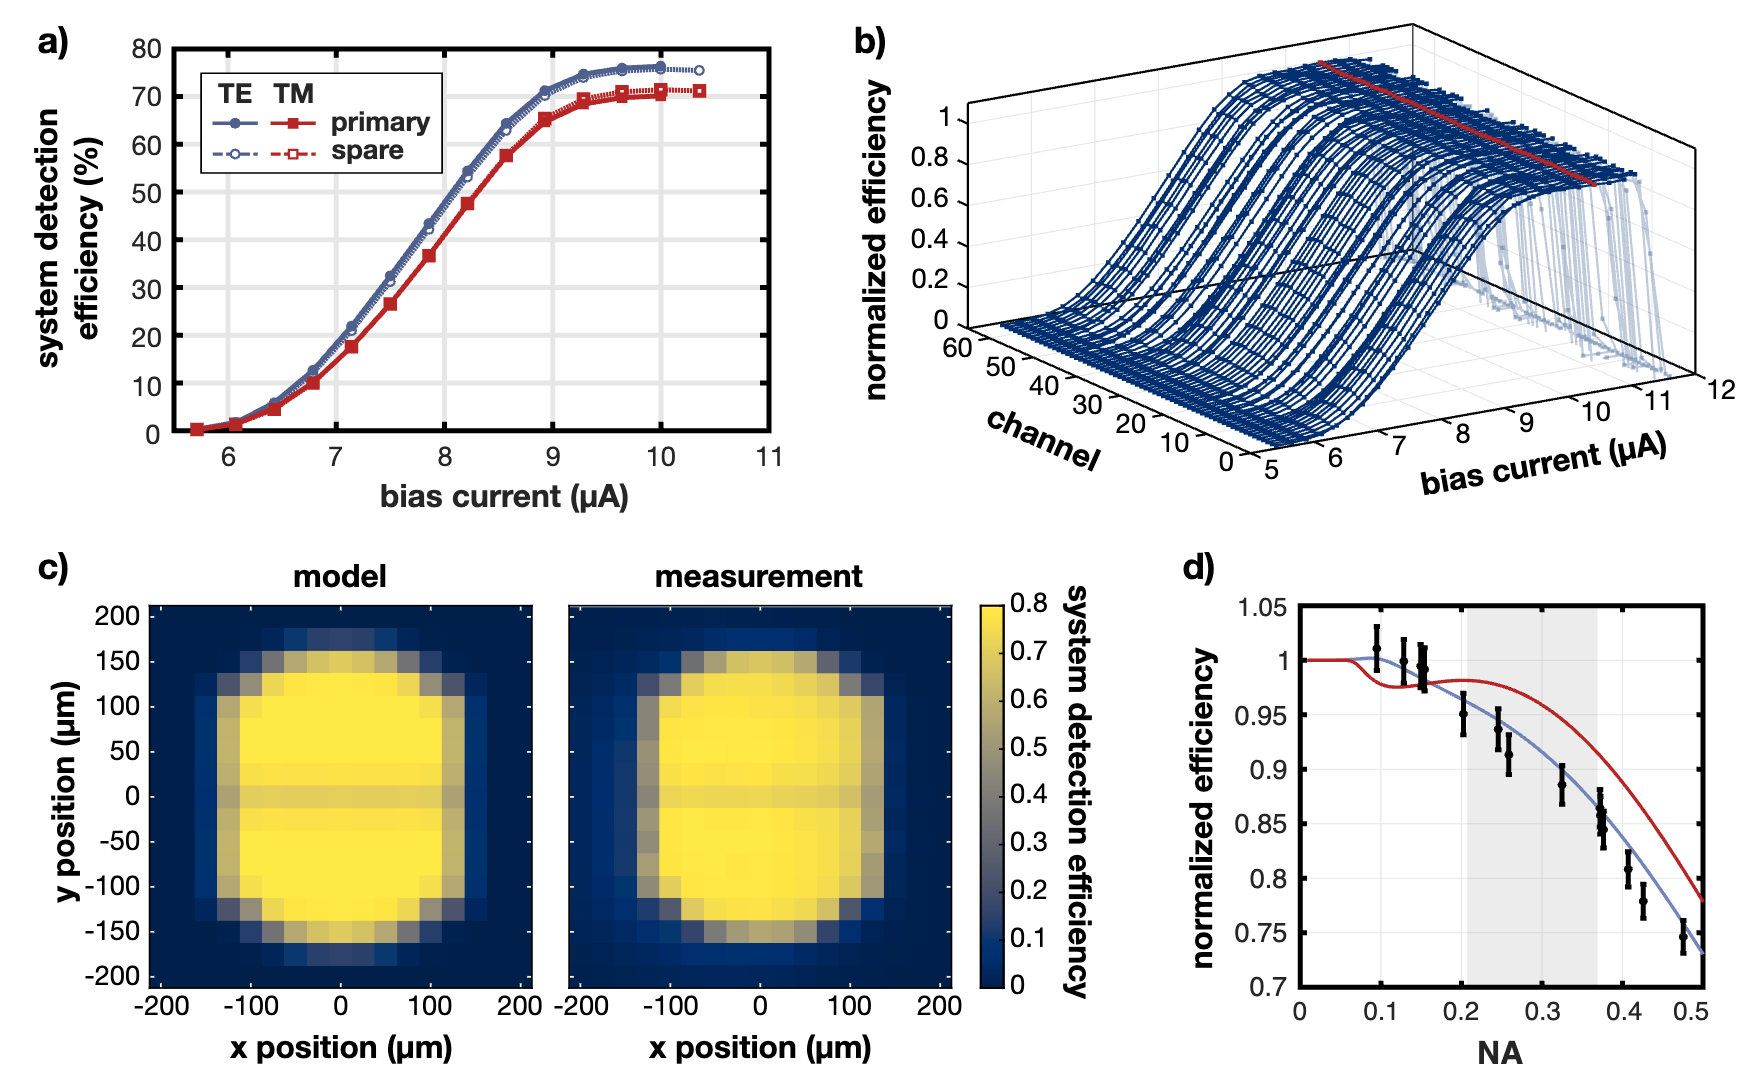 a)
system detection
efficiency (%)
80
70
60
50
40
30
20
10
0
TE TM
primary
spare
6 7 8 9 10 11
bias current (µA)
b)
normalized efficiency
1
0.8
0.6
0.4
0.2
0
60
50
40
30
20
10
0
channel
5
6
7
8
9
10
11
12
bias current (µA)
c)
model
measurement
y position (µm)
200
150
100
50
0
-50
-100
-150
-200
-200 -100 0 100 200
x position (µm)
-200 -100 0 100 200
x position (µm)
0.8
0.7
0.6
0.5
0.4
0.3
0.2
0.1
0
system detection efficiency
d)
normalized efficiency
1.05
1
0.95
0.9
0.85
0.8
0.75
0.7
0 0.1 0.2 0.3 0.4 0.5
NA